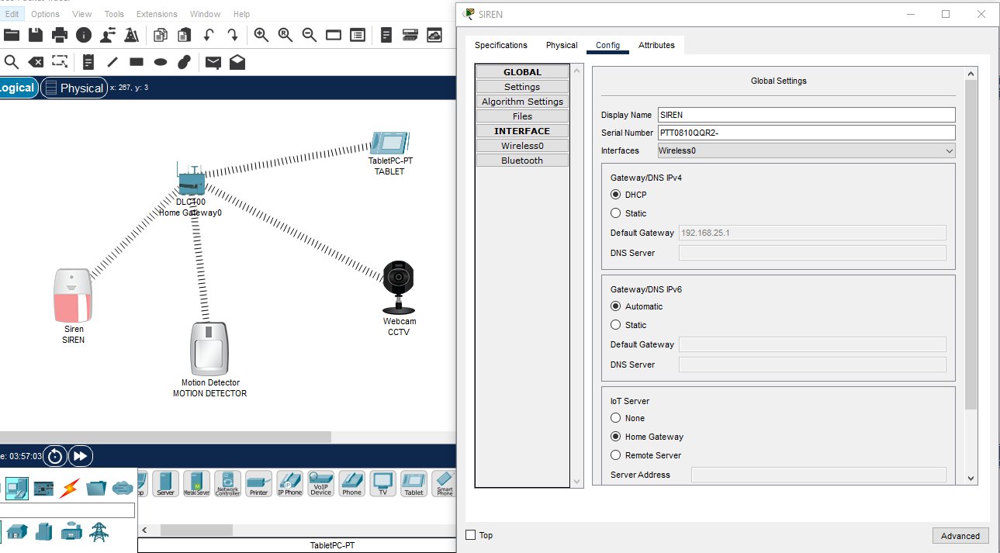 Edit Options View Tools Extensions Window Help
Logical Physical x: 267, y: 3
TabletPC-PT
TABLET
DLC100
Home Gateway0
Siren
SIREN
Webcam
CCTV
Motion Detector
MOTION DETECTOR
e: 03:57:03
Server Meraki Server Network Controller Printer IP Phone VoIP Device Phone TV Tablet Smart Phone
TabletPC-PT
SIREN
Specifications Physical Config Attributes
GLOBAL
Settings
Algorithm Settings
Files
INTERFACE
Wireless0
Bluetooth
Global Settings
Display Name SIREN
Serial Number PTT0810QQR2-
Interfaces Wireless0
Gateway/DNS IPv4
DHCP
Static
Default Gateway 192.168.25.1
DNS Server
Gateway/DNS IPv6
Automatic
Static
Default Gateway
DNS Server
IoT Server
None
Home Gateway
Remote Server
Server Address
Top
Advanced